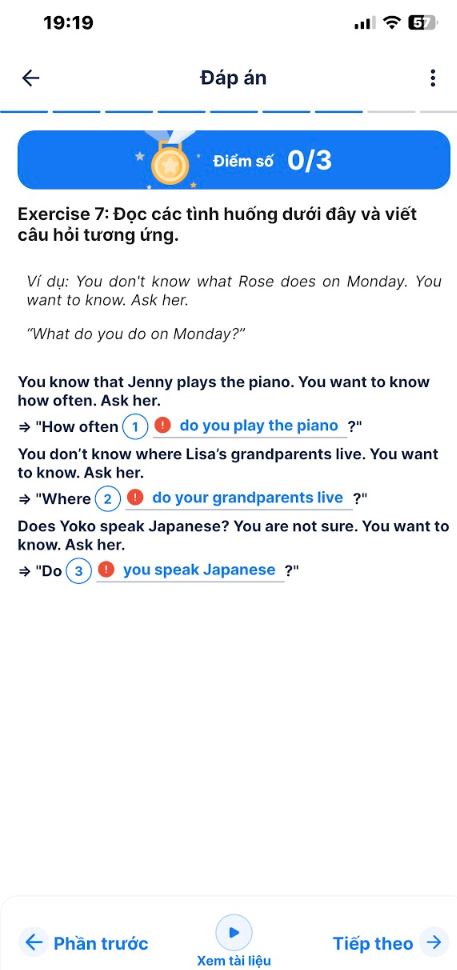 19:19
57
Đáp án
Điểm số 0/3
Exercise 7: Đọc các tình huống dưới đây và viết
câu hỏi tương ứng.
Ví dụ: You don't know what Rose does on Monday. You
want to know. Ask her.
“What do you do on Monday?”
You know that Jenny plays the piano. You want to know
how often. Ask her.
⇒ "How often 1 ! do you play the piano ?"
You don’t know where Lisa’s grandparents live. You want
to know. Ask her.
⇒ "Where 2 ! do your grandparents live ?"
Does Yoko speak Japanese? You are not sure. You want to
know. Ask her.
⇒ "Do 3 ! you speak Japanese ?"
Phần trước
Xem tài liệu
Tiếp theo